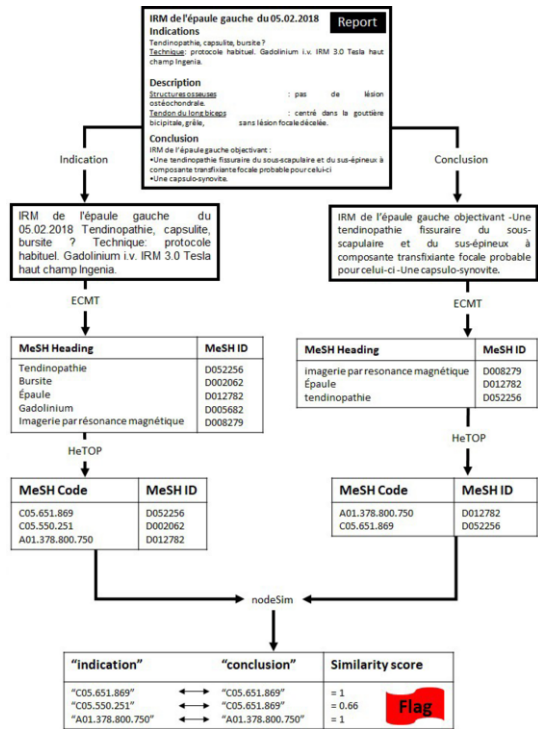 IRM de l'épaule gauche du 05.02.2018
Report
Indications
Tendinopathie, capsulite, bursite ?
Technique: protocole habituel. Gadolinium i.v. IRM 3.0 Tesla haut
champ Ingenia.
Description
Structures osseuses : pas de lésion
ostéochondrale.
Tendon du long biceps : centré dans la gouttière
bicipitale, grêle, sans lésion focale décelée.
Conclusion
IRM de l'épaule gauche objectivant :
•Une tendinopathie fissuraire du sous-scapulaire et du sus-épineux à
composante transfixiante focale probable pour celui-ci
•Une capsulo-synovite.
Indication
Conclusion
IRM de l'épaule gauche du
05.02.2018 Tendinopathie, capsulite,
bursite ? Technique: protocole
habituel. Gadolinium i.v. IRM 3.0 Tesla
haut champ Ingenia.
IRM de l'épaule gauche objectivant -Une
tendinopathie fissuraire du sous-
scapulaire et du sus-épineux à
composante transfixiante focale probable
pour celui-ci -Une capsulo-synovite.
ECMT
ECMT
MeSH Heading MeSH ID
Tendinopathie D052256
Bursite D002062
Épaule D012782
Gadolinium D005682
Imagerie par résonance magnétique D008279
MeSH Heading MeSH ID
imagerie par resonance magnétique D008279
Épaule D012782
tendinopathie D052256
HeTOP
HeTOP
MeSH Code MeSH ID
C05.651.869 D052256
C05.550.251 D002062
A01.378.800.750 D012782
MeSH Code MeSH ID
A01.378.800.750 D012782
C05.651.869 D052256
nodeSim
"indication" "conclusion" Similarity score
"C05.651.869" "C05.651.869" = 1
"C05.550.251" "C05.651.869" = 0.66
"A01.378.800.750" "A01.378.800.750" = 1
Flag